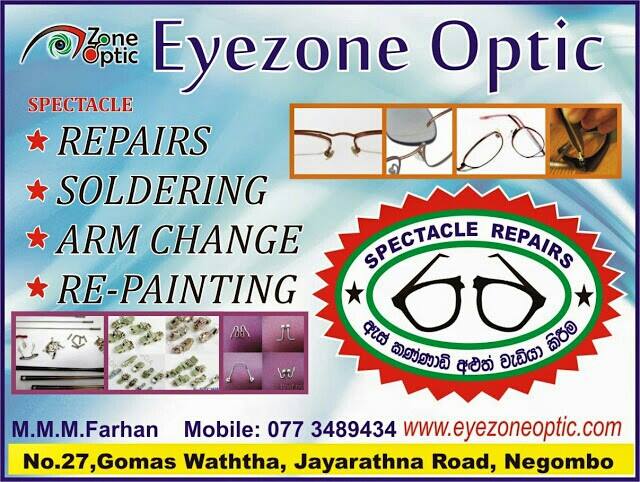 Zone
Optic
Eyezone Optic
SPECTACLE
REPAIRS
SOLDERING
ARM CHANGE
RE-PAINTING
SPECTACLE REPAIRS
ඇස් කණ්ණාඩි අළුත් වැඩියා කිරීම
M.M.M.Farhan Mobile: 077 3489434 www.eyezoneoptic.com
No.27,Gomas Waththa, Jayarathna Road, Negombo